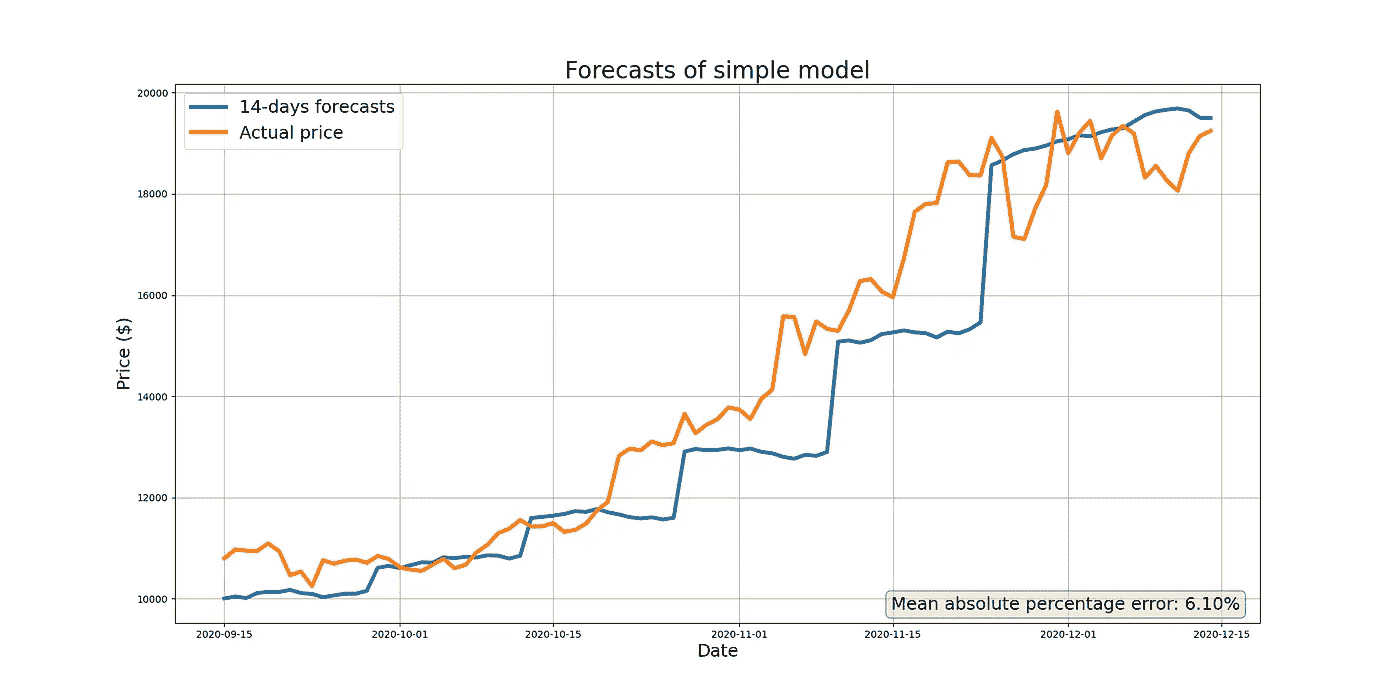 Forecasts of simple model
14-days forecasts
Actual price
20000
18000
16000
14000
12000
10000
Price ($)
Mean absolute percentage error: 6.10%
2020-09-15 2020-10-01 2020-10-15 2020-11-01 2020-11-15 2020-12-01 2020-12-15
Date